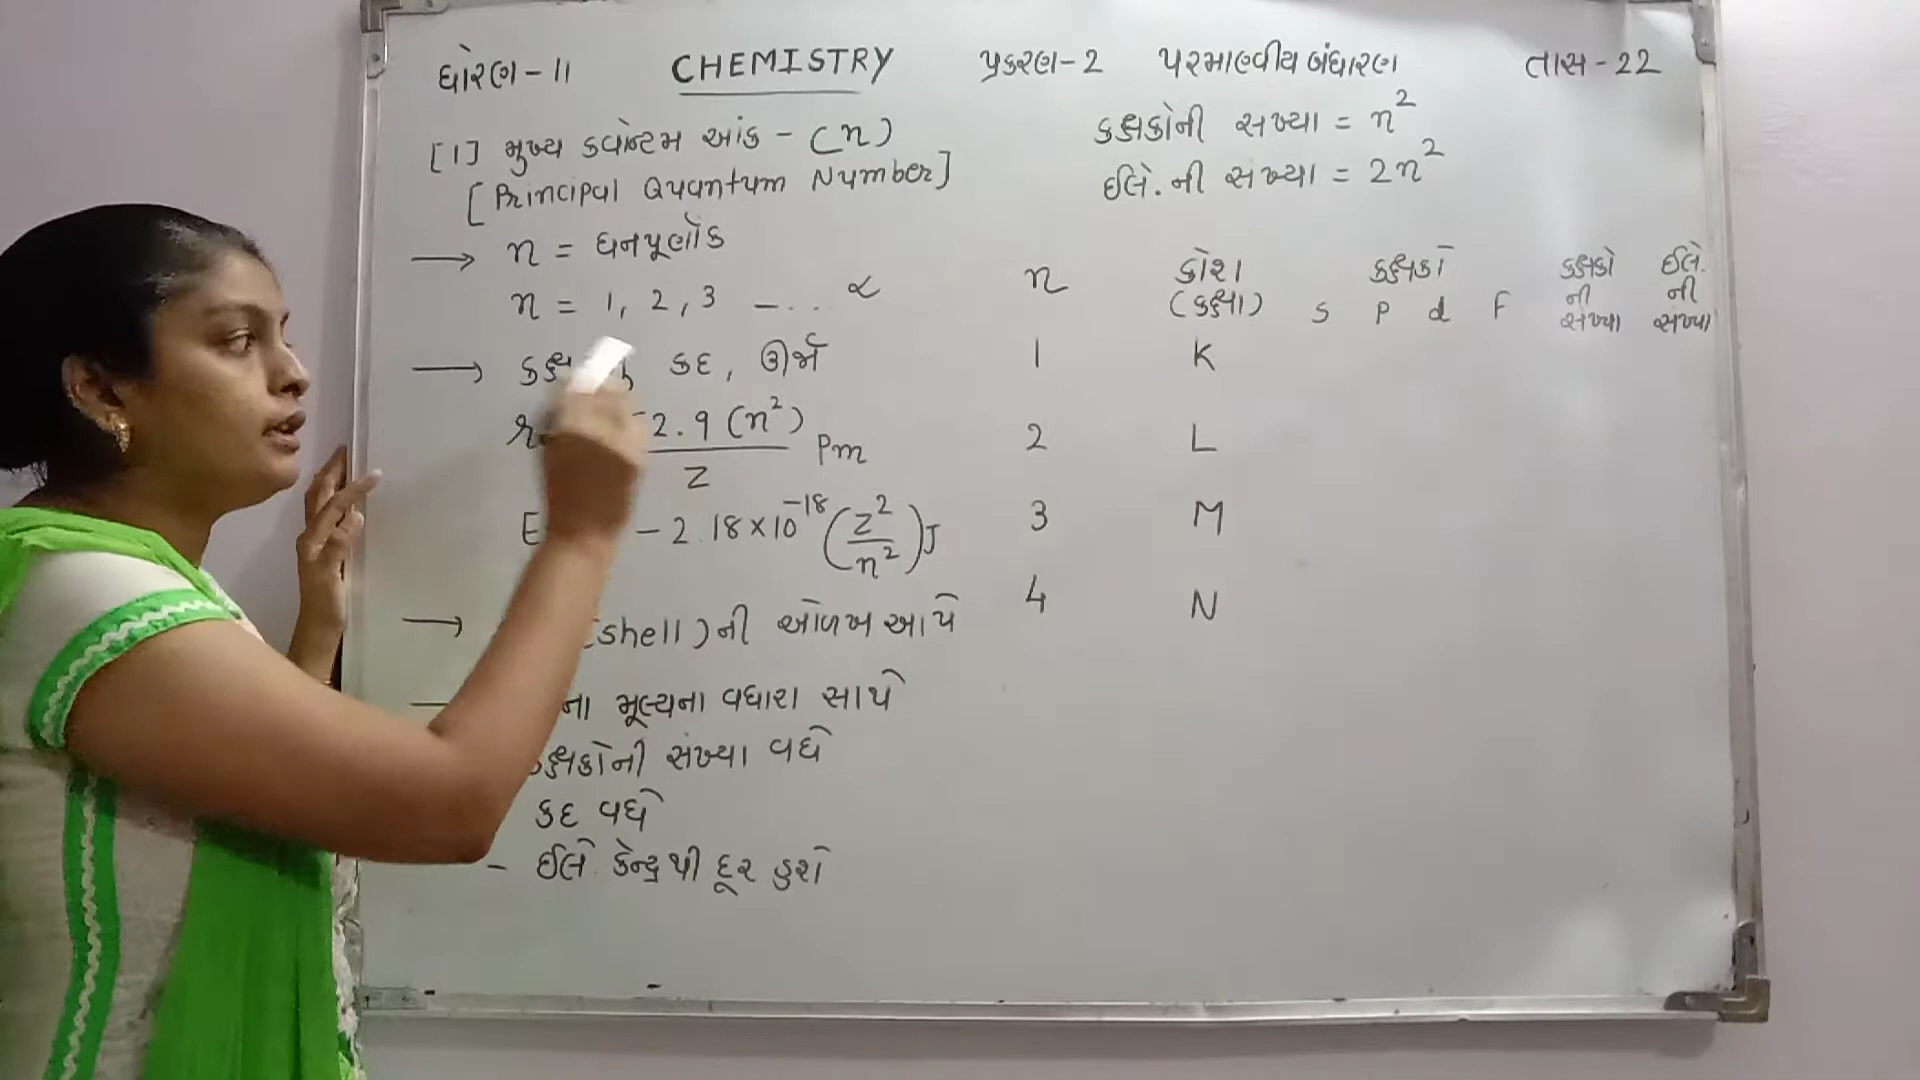 ધોરણ - 11 CHEMISTRY પ્રકરણ - 2 પરમાણ્વીય બંધારણ તાસ - 22
[1] મુખ્ય ક્વોન્ટમ આંક - (n)
[Principal Quantum Number]
→ n = ધનપૂર્ણાંક
n = 1, 2, 3 - ... ∝
→ કદ, ઊર્જા
2.9 (n²) / Z Pm
E - 2.18 × 10⁻¹⁸ (Z² / n²) J
→ (shell) ની ઓળખ આપે
ના મૂલ્યના વધારા સાથે
કક્ષકોની સંખ્યા વધે
કદ વધે
- ઈલે. કેન્દ્રથી દૂર હશે
કક્ષકોની સંખ્યા = n²
ઈલે. ની સંખ્યા = 2n²
n કોશ (કક્ષા) કક્ષકો s p d f કક્ષકોની સંખ્યા ઈલે. ની સંખ્યા
1 K
2 L
3 M
4 N